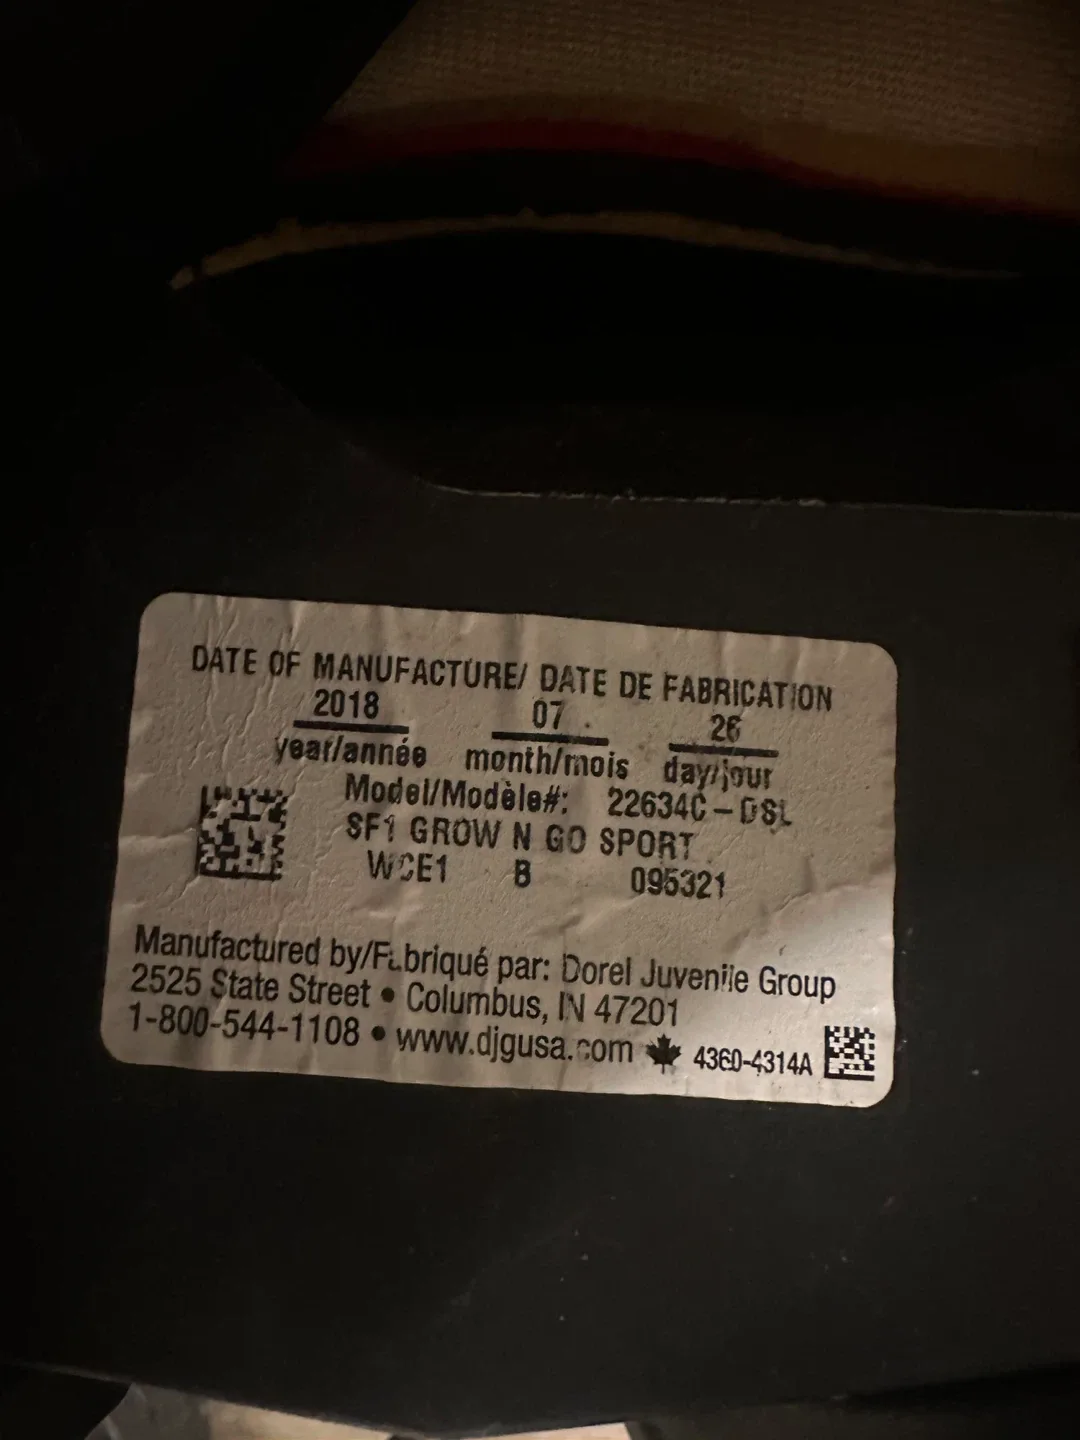 DATE OF MANUFACTURE/ DATE DE FABRICATION
2018 07 26
year/année month/mois day/jour
Model/Modèle#: 22634C-DSL
SF1 GROW N GO SPORT
WCE1 B 095321
Manufactured by/Fabriqué par: Dorel Juvenile Group
2525 State Street • Columbus, IN 47201
1-800-544-1108 • www.djgusa.com 4360-4314A